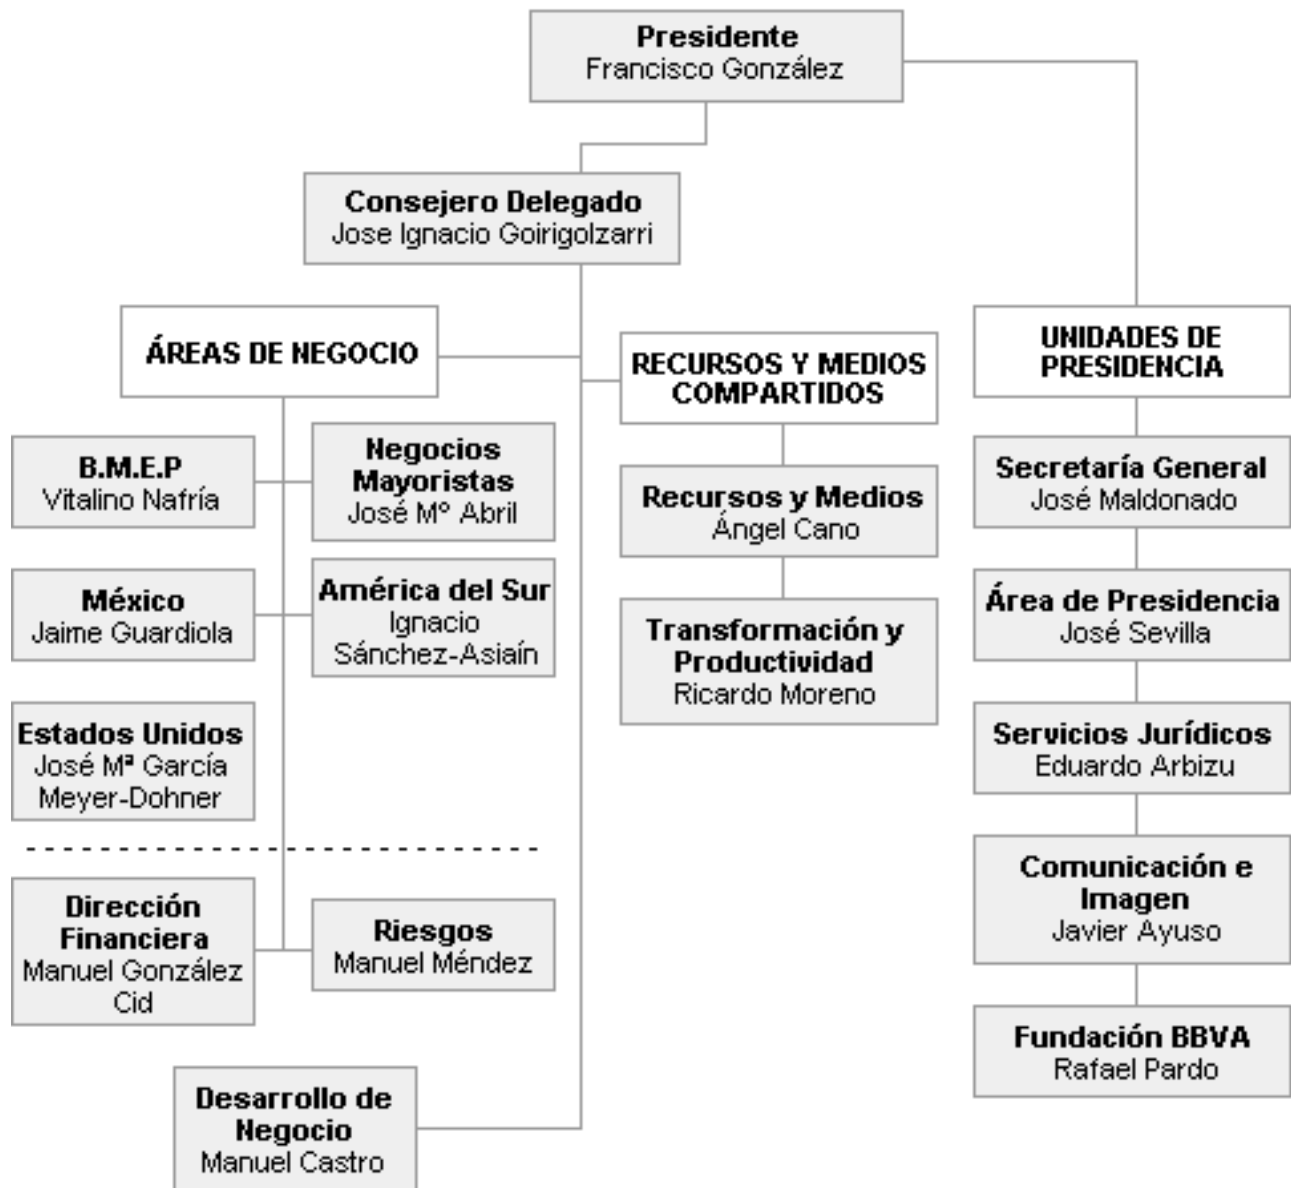 Presidente
Francisco González
Consejero Delegado
Jose Ignacio Goirigolzarri
ÁREAS DE NEGOCIO
B.M.E.P
Vitalino Nafría
Negocios
Mayoristas
José Mº Abril
México
Jaime Guardiola
América del Sur
Ignacio
Sánchez-Asiaín
Estados Unidos
José Mª García
Meyer-Dohner
Dirección
Financiera
Manuel González
Cid
Riesgos
Manuel Méndez
Desarrollo de
Negocio
Manuel Castro
RECURSOS Y MEDIOS
COMPARTIDOS
Recursos y Medios
Ángel Cano
Transformación y
Productividad
Ricardo Moreno
UNIDADES DE
PRESIDENCIA
Secretaría General
José Maldonado
Área de Presidencia
José Sevilla
Servicios Jurídicos
Eduardo Arbizu
Comunicación e
Imagen
Javier Ayuso
Fundación BBVA
Rafael Pardo